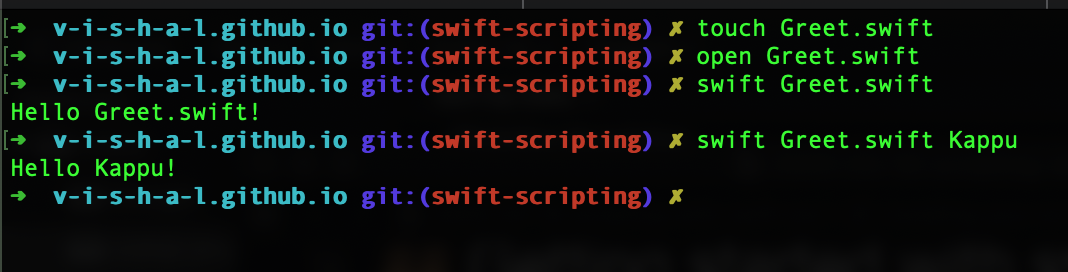 [➜  v-i-s-h-a-l.github.io git:(swift-scripting) ✗ touch Greet.swift
[➜  v-i-s-h-a-l.github.io git:(swift-scripting) ✗ open Greet.swift
[➜  v-i-s-h-a-l.github.io git:(swift-scripting) ✗ swift Greet.swift
Hello Greet.swift!
[➜  v-i-s-h-a-l.github.io git:(swift-scripting) ✗ swift Greet.swift Kappu
Hello Kappu!
➜  v-i-s-h-a-l.github.io git:(swift-scripting) ✗